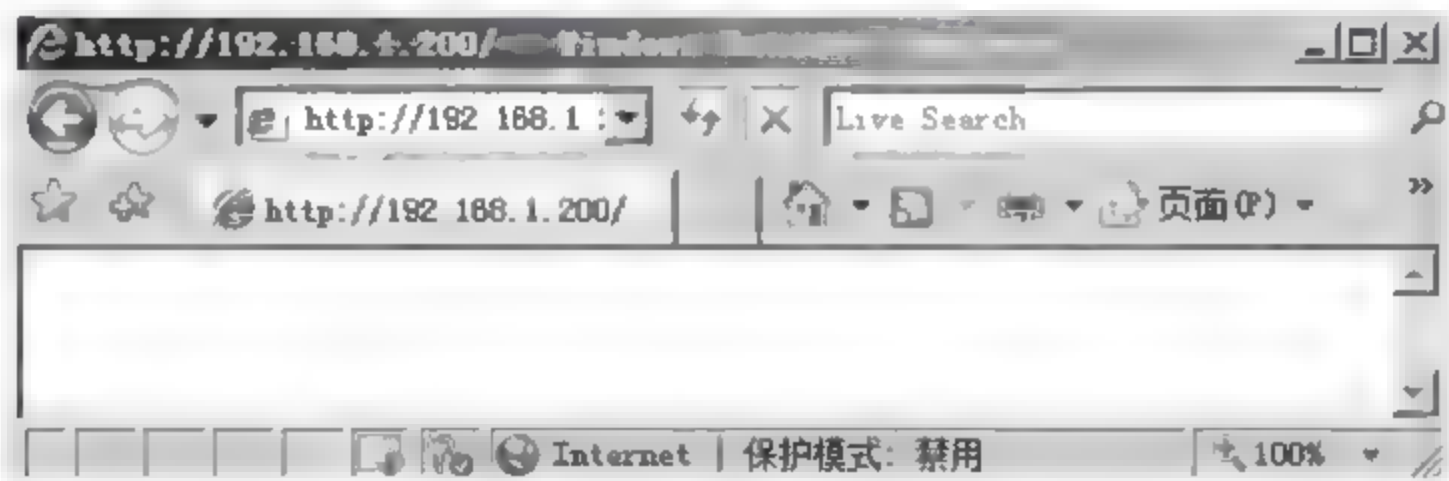 http://192.168.1.200/ - Windows
http://192 168.1
Live Search
http://192 168.1.200/
页面(P)
»
Internet | 保护模式: 禁用
100%